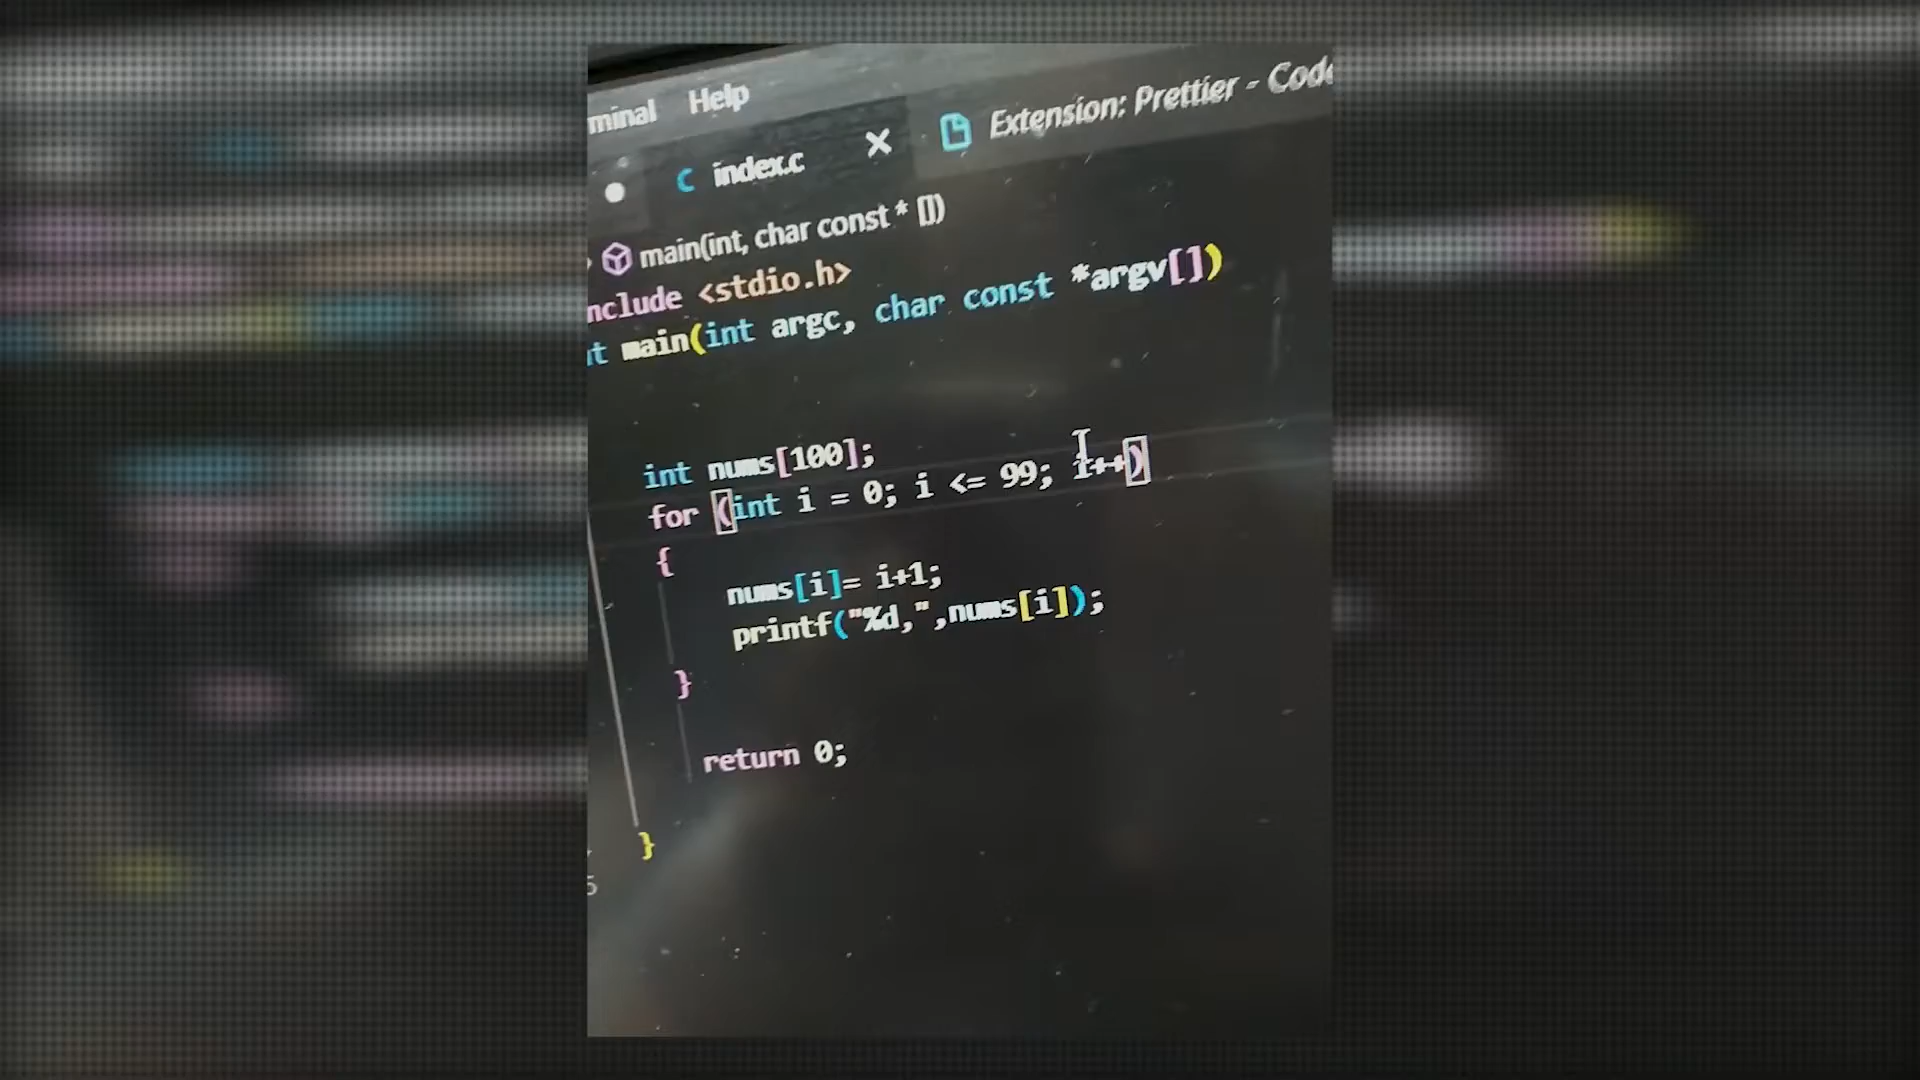 minal Help
index.c
Extension: Prettier - Code
main(int, char const * [])
nclude <stdio.h>
nt main(int argc, char const *argv[])
int nums[100];
for (int i = 0; i <= 99; i++)
{
nums[i]= i+1;
printf("%d,",nums[i]);
}
return 0;
}
5